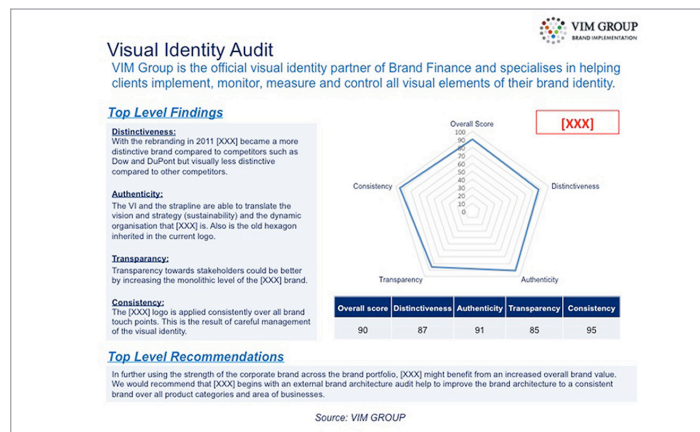 VIM GROUP
BRAND IMPLEMENTATION
Visual Identity Audit
VIM Group is the official visual identity partner of Brand Finance and specialises in helping
clients implement, monitor, measure and control all visual elements of their brand identity.
Top Level Findings
Distinctiveness:
With the rebranding in 2011 [XXX] became a more
distinctive brand compared to competitors such as
Dow and DuPont but visually less distinctive
compared to other competitors.
Authenticity:
The VI and the strapline are able to translate the
vision and strategy (sustainability) and the dynamic
organisation that [XXX] is. Also is the old hexagon
inherited in the current logo.
Transparancy:
Transparency towards stakeholders could be better
by increasing the monolithic level of the [XXX] brand.
Consistency:
The [XXX] logo is applied consistently over all brand
touch points. This is the result of careful management
of the visual identity.
[XXX]
Overall Score
100
90
80
70
60
50
40
30
20
10
0
Consistency
Distinctiveness
Transparency
Authenticity
Overall score Distinctiveness Authenticity Transparency Consistency
90 87 91 85 95
Top Level Recommendations
In further using the strength of the corporate brand across the brand portfolio, [XXX] might benefit from an increased overall brand value.
We would recommend that [XXX] begins with an external brand architecture audit help to improve the brand architecture to a consistent
brand over all product categories and area of businesses.
Source: VIM GROUP